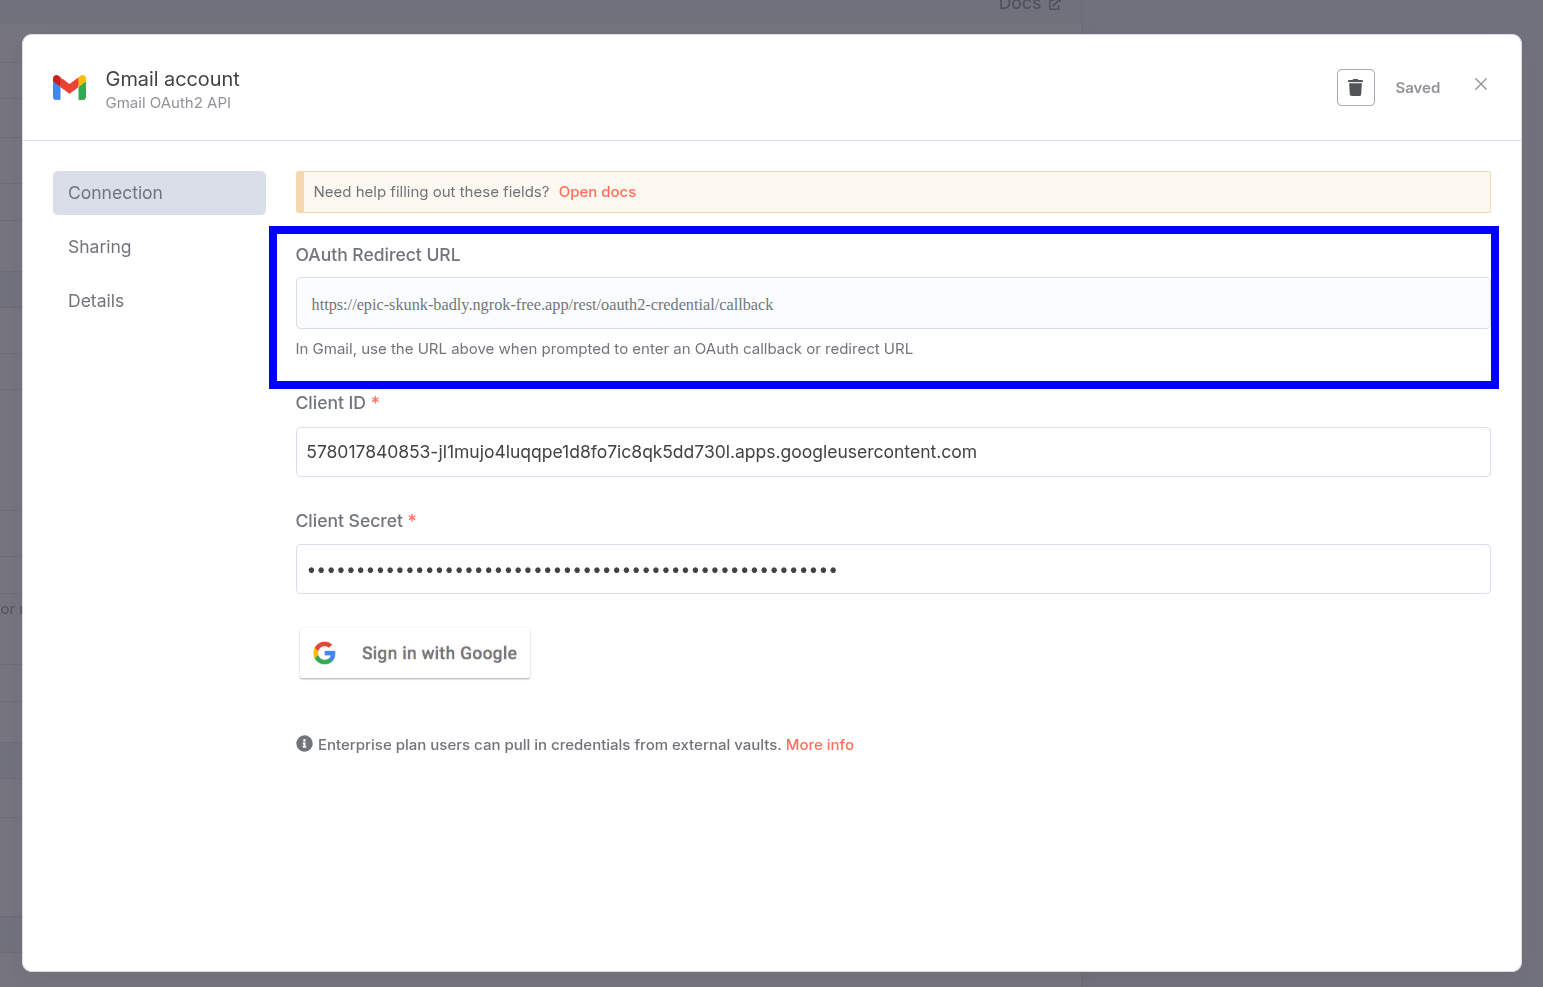 Docs
Gmail account
Gmail OAuth2 API
Saved
Connection
Sharing
Details
Need help filling out these fields? Open docs
OAuth Redirect URL
https://epic-skunk-badly.ngrok-free.app/rest/oauth2-credential/callback
In Gmail, use the URL above when prompted to enter an OAuth callback or redirect URL
Client ID *
578017840853-jl1mujo4luqqpe1d8fo7ic8qk5dd730l.apps.googleusercontent.com
Client Secret *
••••••••••••••••••••••••••••••••••••••••••••••••••••••
Sign in with Google
or
Enterprise plan users can pull in credentials from external vaults. More info